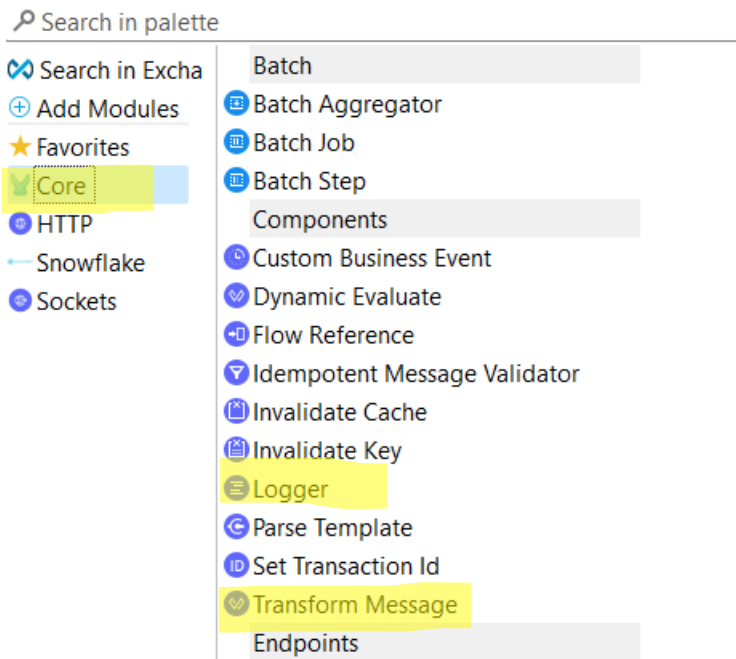 Search in palette
Search in Excha
Add Modules
Favorites
Core
HTTP
Snowflake
Sockets
Batch
Batch Aggregator
Batch Job
Batch Step
Components
Custom Business Event
Dynamic Evaluate
Flow Reference
Idempotent Message Validator
Invalidate Cache
Invalidate Key
Logger
Parse Template
ID Set Transaction Id
Transform Message
Endpoints